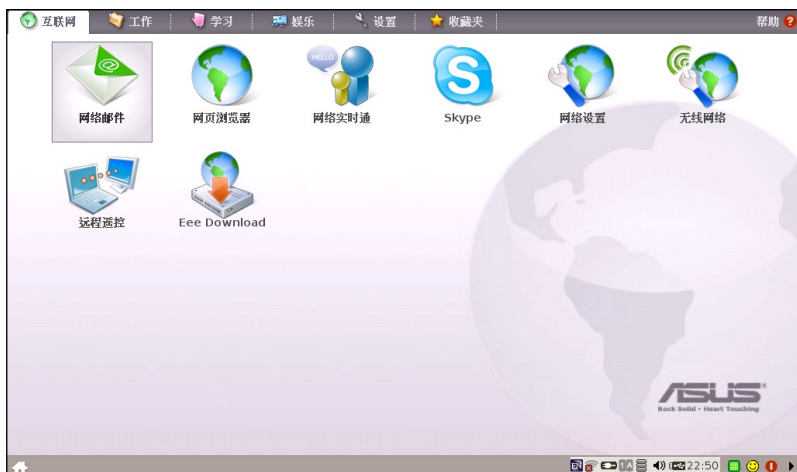 互联网 工作 学习 娱乐 设置 收藏夹 帮助
HELLO
网络邮件 网页浏览器 网络实时通 Skype 网络设置 无线网络
远程遥控 Eee Download
ASUS
Rock Solid • Heart Touching
EN 1A 22:50